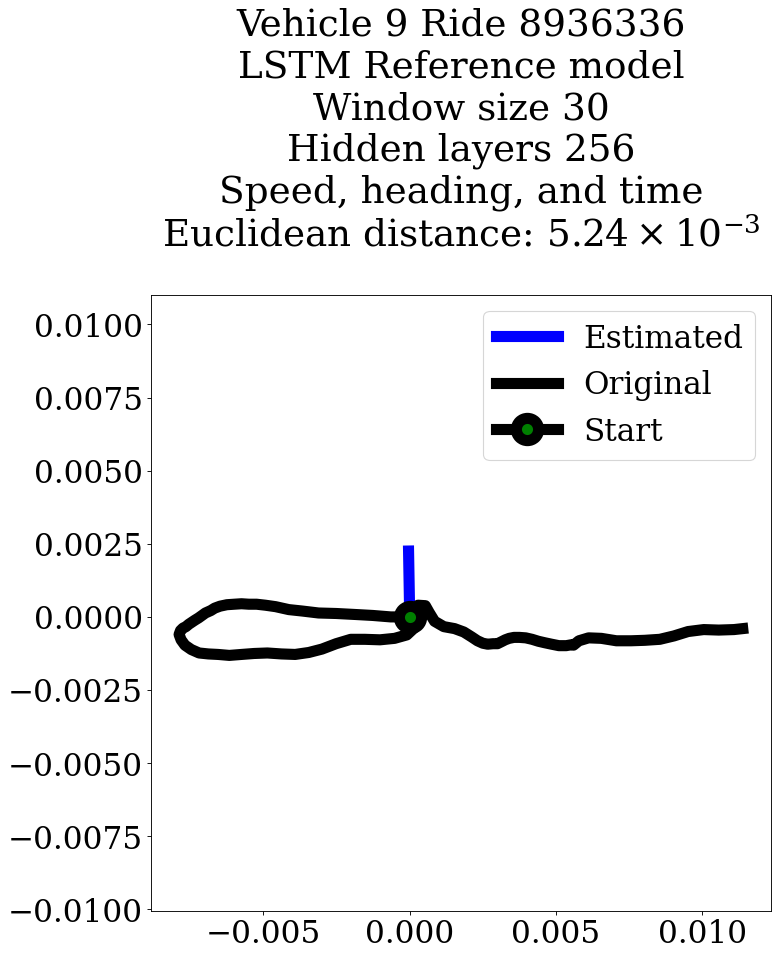 Vehicle 9 Ride 8936336
LSTM Reference model
Window size 30
Hidden layers 256
Speed, heading, and time
Euclidean distance: 5.24 × 10⁻³
Estimated
Original
Start
0.0100
0.0075
0.0050
0.0025
0.0000
−0.0025
−0.0050
−0.0075
−0.0100
−0.005 0.000 0.005 0.010